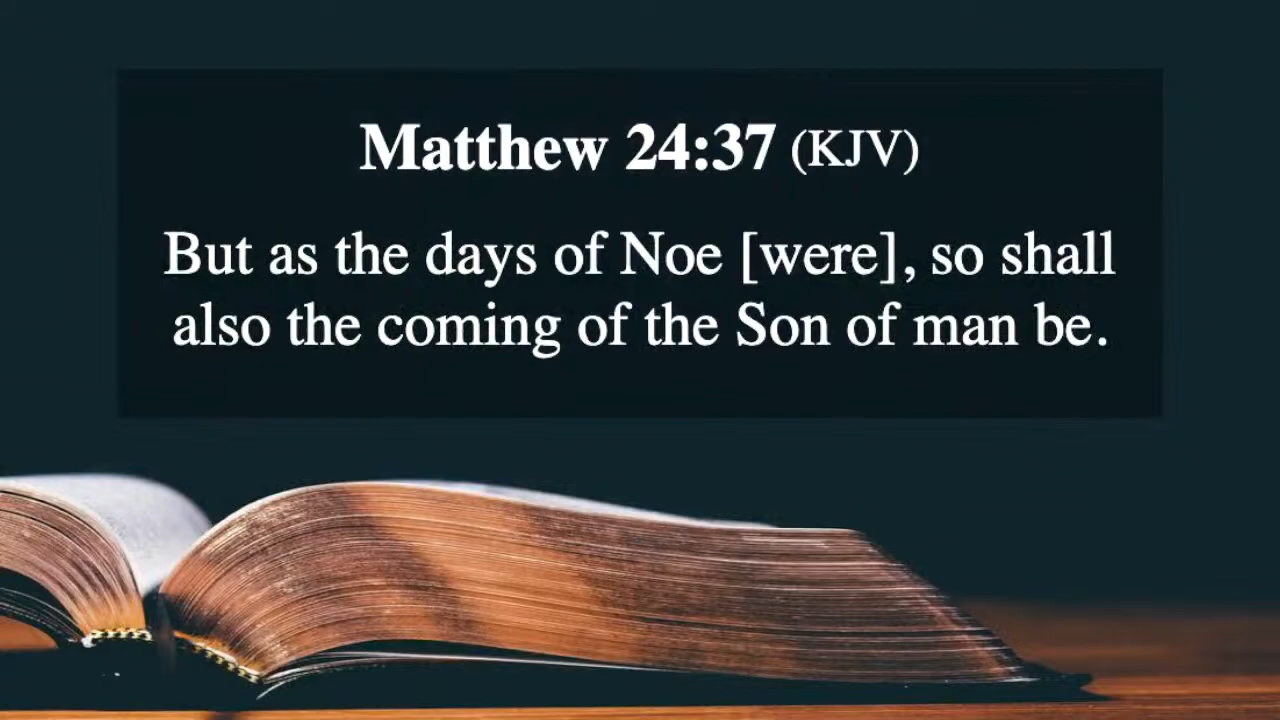 Matthew 24:37 (KJV)
But as the days of Noe [were], so shall
also the coming of the Son of man be.